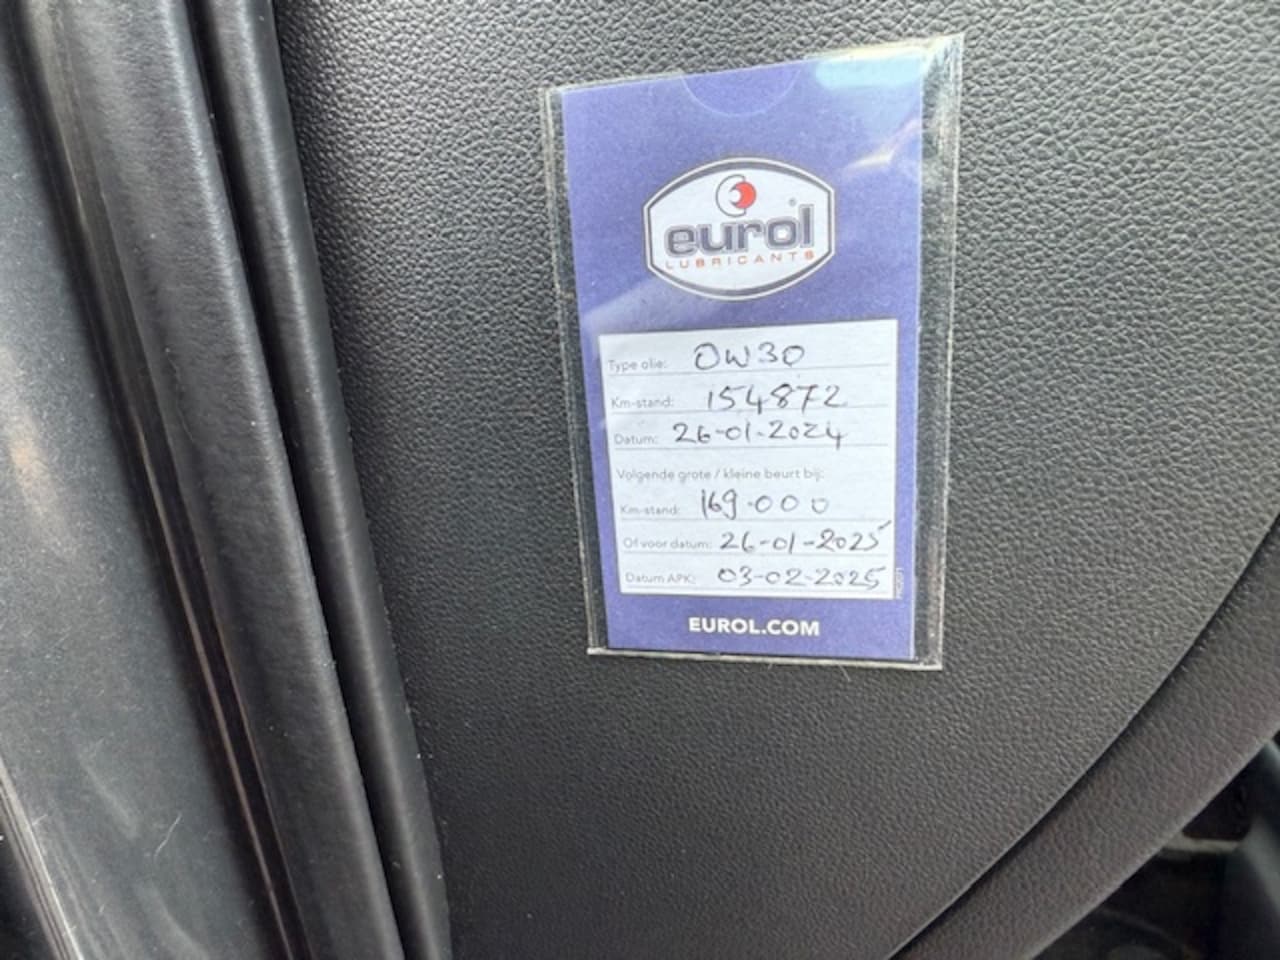 eurol®
LUBRICANTS
Type olie: 0W30
Km-stand: 154872
Datum: 26-01-2024
Volgende grote / kleine beurt bij:
Km-stand: 169.000
Of voor datum: 26-01-2025
Datum APK: 03-02-2025
EUROL.COM